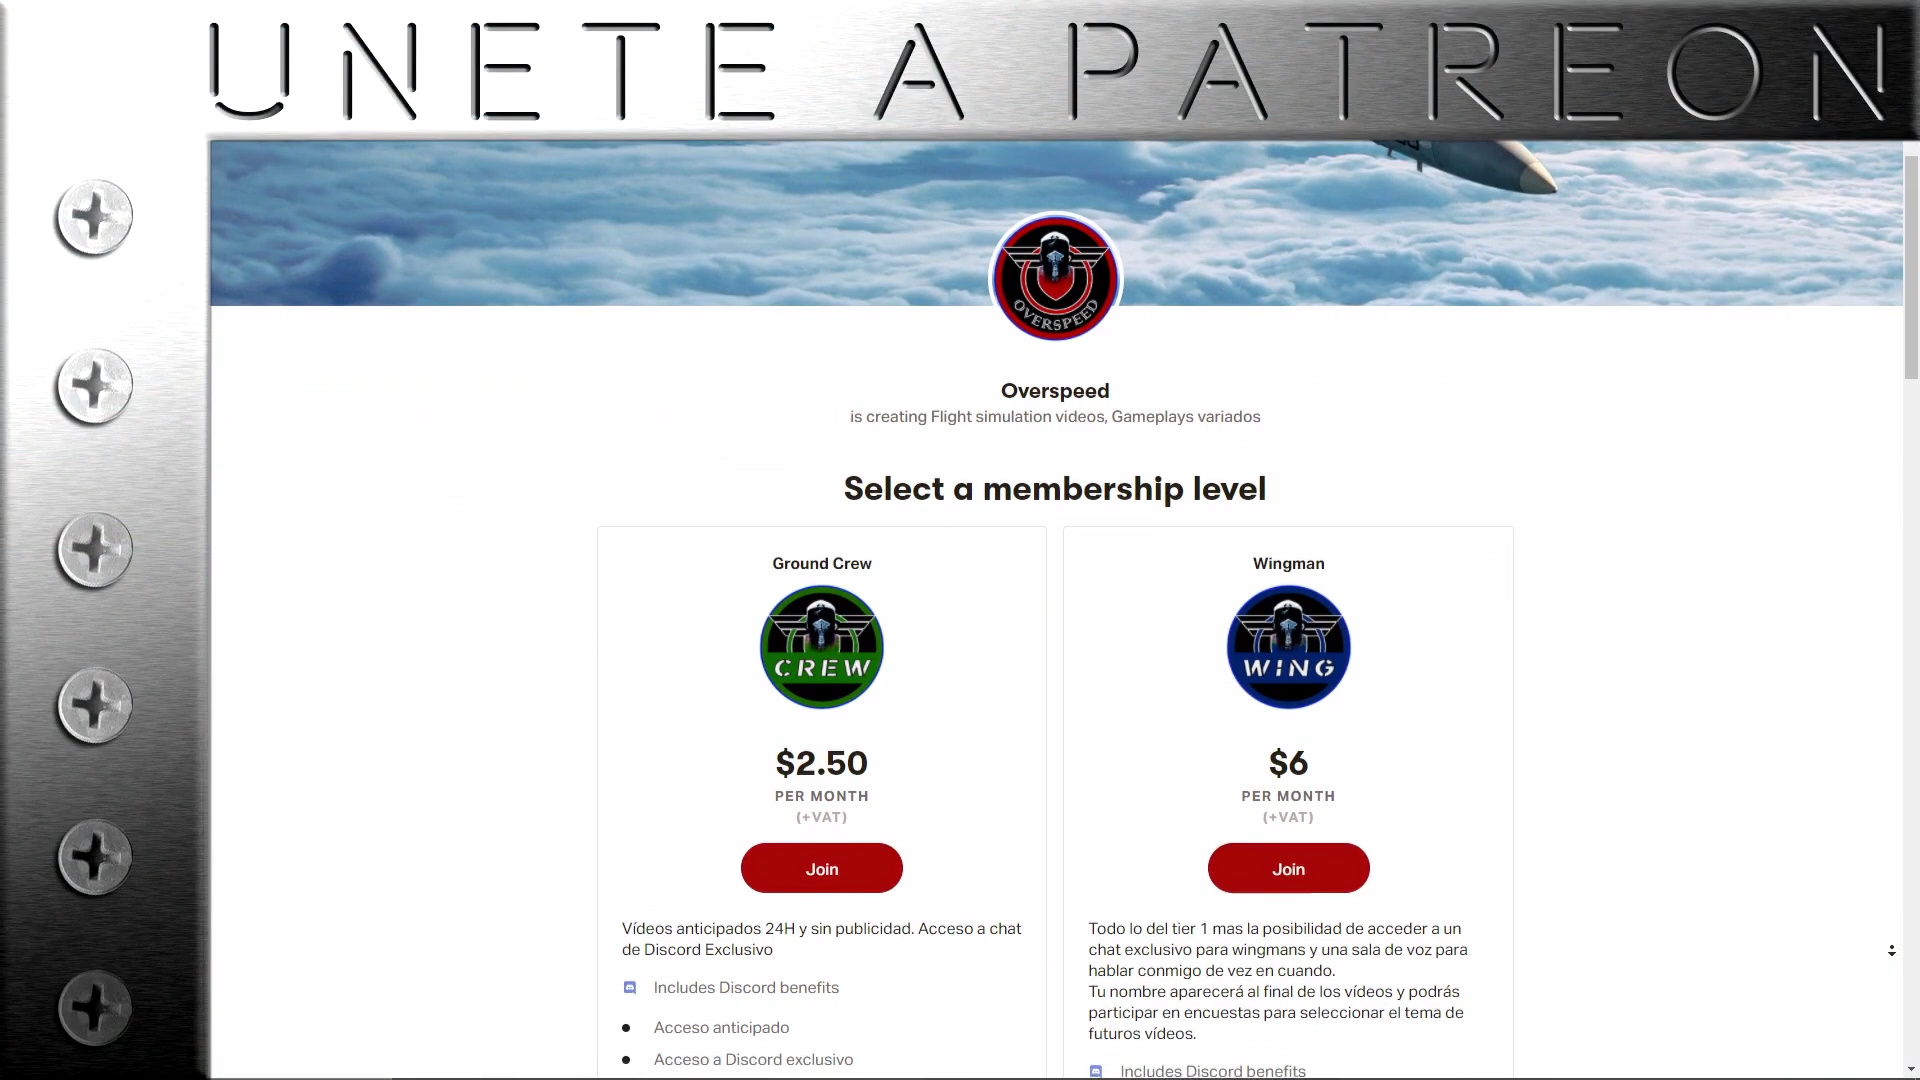 UNETE A PATREON
OVERSPEED
Overspeed
is creating Flight simulation videos, Gameplays variados
Select a membership level
Ground Crew
CREW
$2.50
PER MONTH
(+VAT)
Join
Vídeos anticipados 24H y sin publicidad. Acceso a chat
de Discord Exclusivo
Includes Discord benefits
Acceso anticipado
Acceso a Discord exclusivo
Wingman
WING
$6
PER MONTH
(+VAT)
Join
Todo lo del tier 1 mas la posibilidad de acceder a un
chat exclusivo para wingmans y una sala de voz para
hablar conmigo de vez en cuando.
Tu nombre aparecerá al final de los vídeos y podrás
participar en encuestas para seleccionar el tema de
futuros vídeos.
Includes Discord benefits